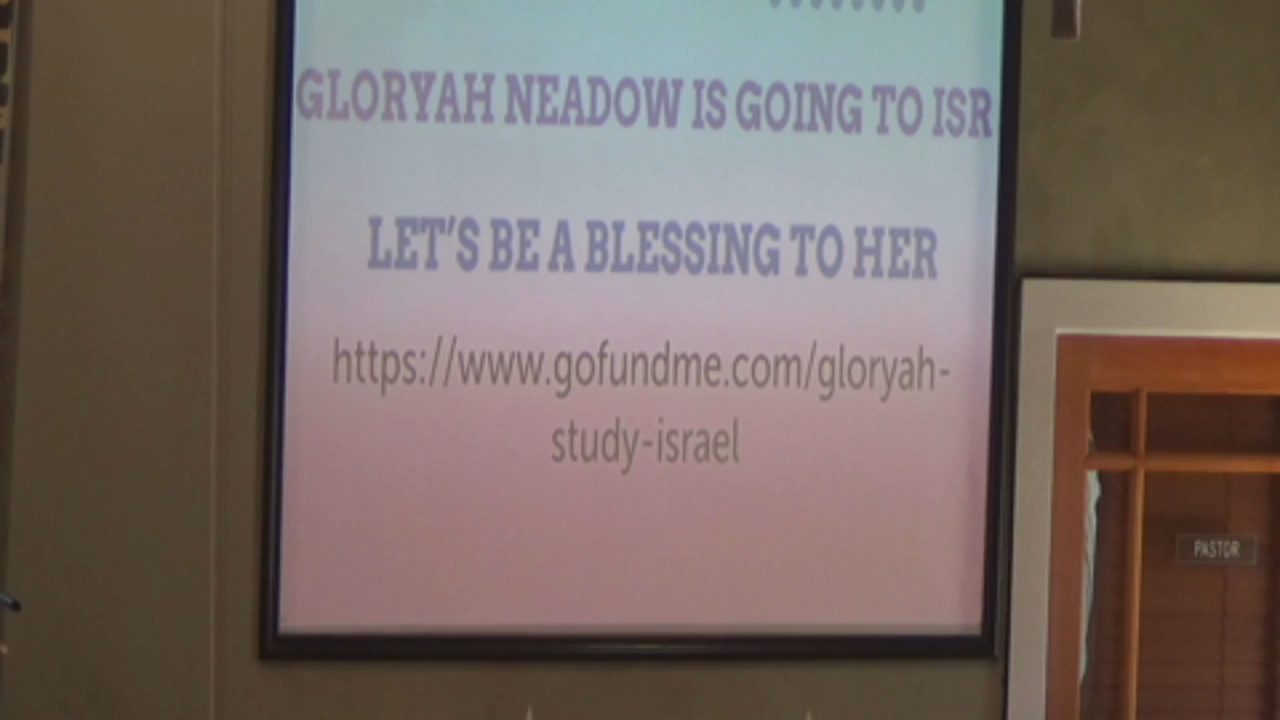 GLORYAH NEADOW IS GOING TO ISR
LET'S BE A BLESSING TO HER
https://www.gofundme.com/gloryah-
study-israel
PASTOR